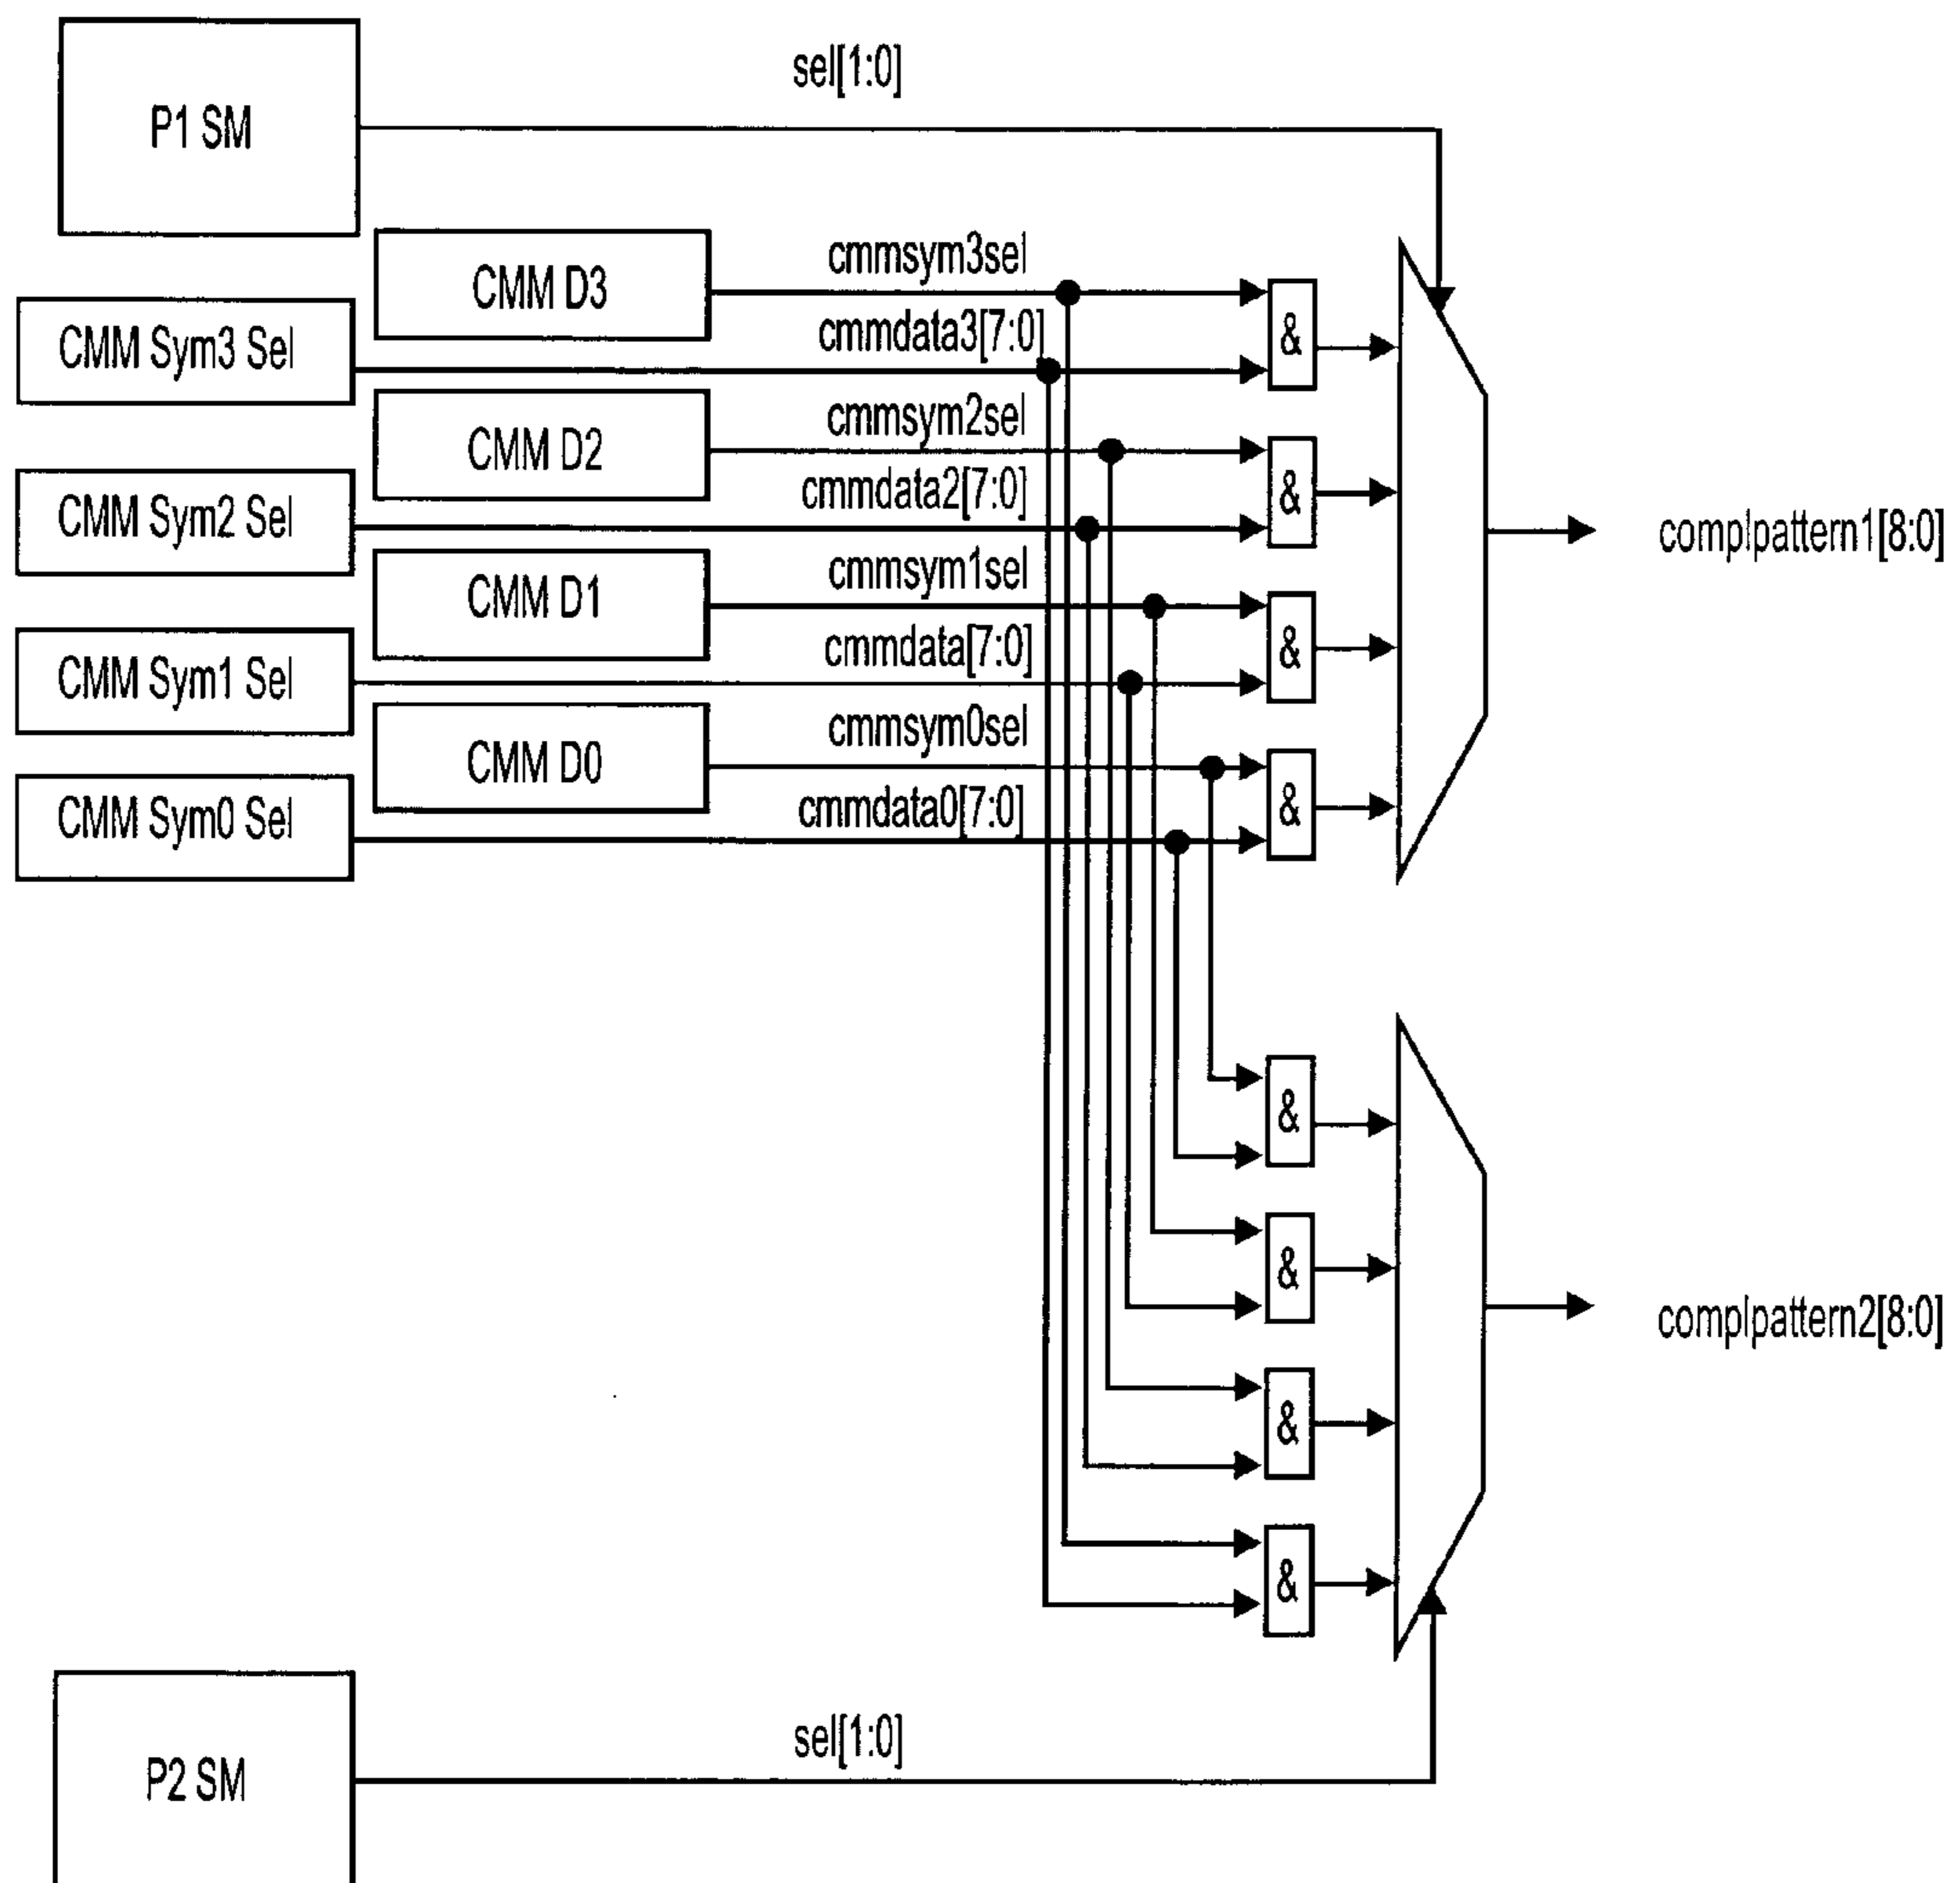 sel[1:0]
P1 SM
CMM D3
cmmsym3sel
CMM Sym3 Sel
cmmdata3[7:0]
&
CMM D2
cmmsym2sel
CMM Sym2 Sel
cmmdata2[7:0]
&
complpattern1[8:0]
CMM D1
cmmsym1sel
CMM Sym1 Sel
cmmdata[7:0]
&
CMM D0
cmmsym0sel
CMM Sym0 Sel
cmmdata0[7:0]
&
&
&
complpattern2[8:0]
&
&
sel[1:0]
P2 SM